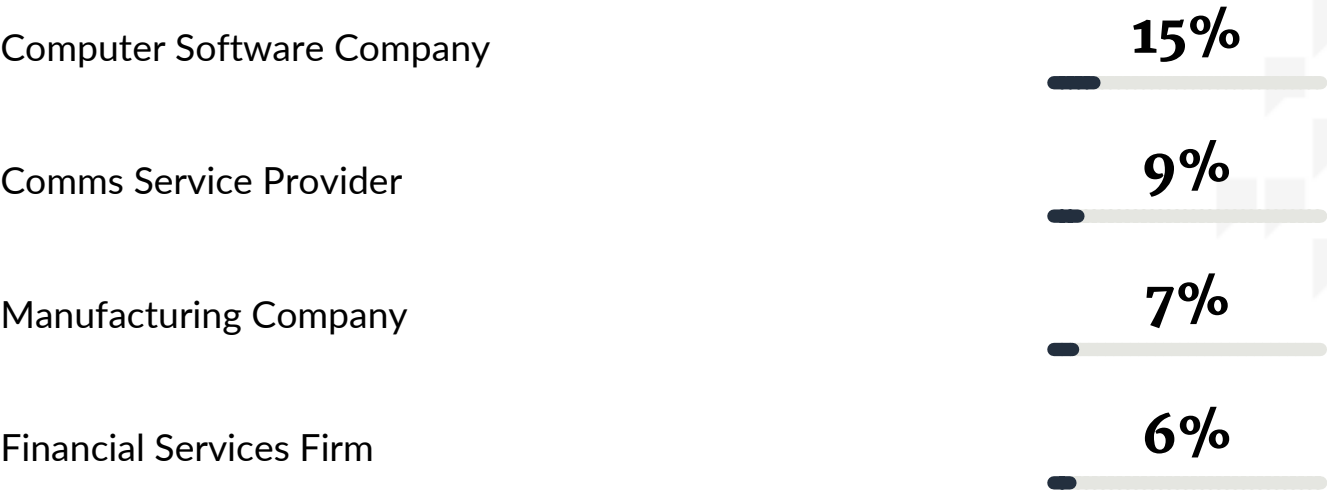 Computer Software Company 15%
Comms Service Provider 9%
Manufacturing Company 7%
Financial Services Firm 6%